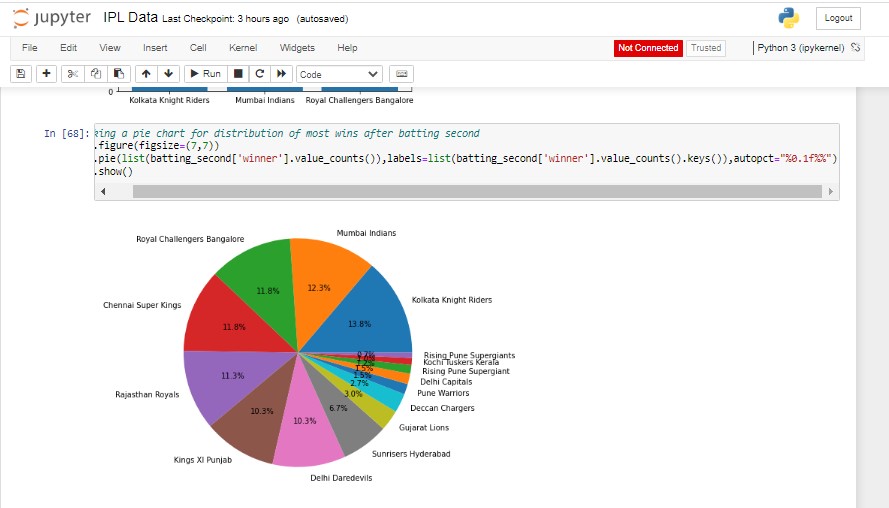 jupyter IPL Data Last Checkpoint: 3 hours ago (autosaved)
Logout
File Edit View Insert Cell Kernel Widgets Help
Not Connected Trusted Python 3 (ipykernel)
Run Code
0
Kolkata Knight Riders Mumbai Indians Royal Challengers Bangalore
In [68]: king a pie chart for distribution of most wins after batting second
.figure(figsize=(7,7))
.pie(list(batting_second['winner'].value_counts()),labels=list(batting_second['winner'].value_counts().keys()),autopct="%0.1f%%")
.show()
Mumbai Indians
Royal Challengers Bangalore
12.3%
11.8%
Kolkata Knight Riders
Chennai Super Kings
13.8%
11.8%
0.7%
Rising Pune Supergiants
Kochi Tuskers Kerala
Rising Pune Supergiant
1.5%
Delhi Capitals
11.3%
1.5%
2.7%
Pune Warriors
Rajasthan Royals
3.0%
Deccan Chargers
10.3%
6.7%
10.3%
Gujarat Lions
Sunrisers Hyderabad
Kings XI Punjab
Delhi Daredevils